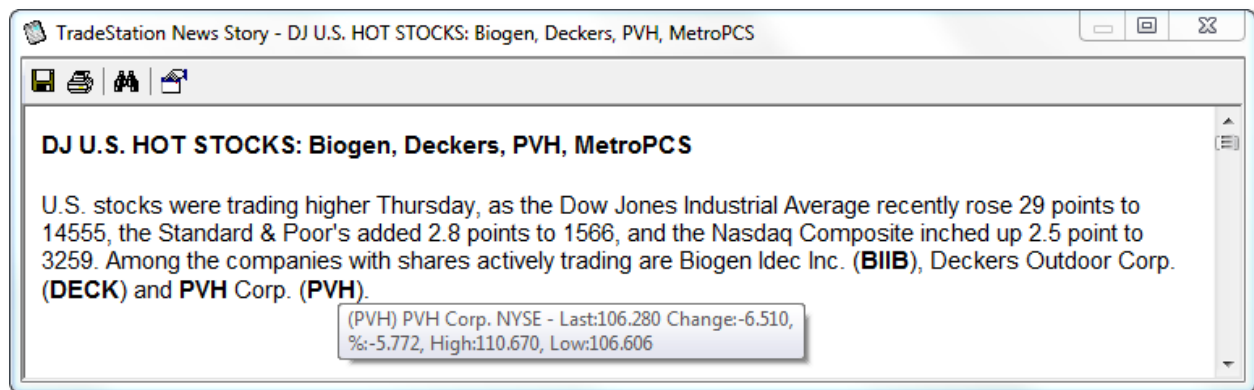 TradeStation News Story - DJ U.S. HOT STOCKS: Biogen, Deckers, PVH, MetroPCS
DJ U.S. HOT STOCKS: Biogen, Deckers, PVH, MetroPCS
U.S. stocks were trading higher Thursday, as the Dow Jones Industrial Average recently rose 29 points to
14555, the Standard & Poor's added 2.8 points to 1566, and the Nasdaq Composite inched up 2.5 point to
3259. Among the companies with shares actively trading are Biogen Idec Inc. (BIIB), Deckers Outdoor Corp.
(DECK) and PVH Corp. (PVH).
(PVH) PVH Corp. NYSE - Last:106.280 Change:-6.510,
%:-5.772, High:110.670, Low:106.606